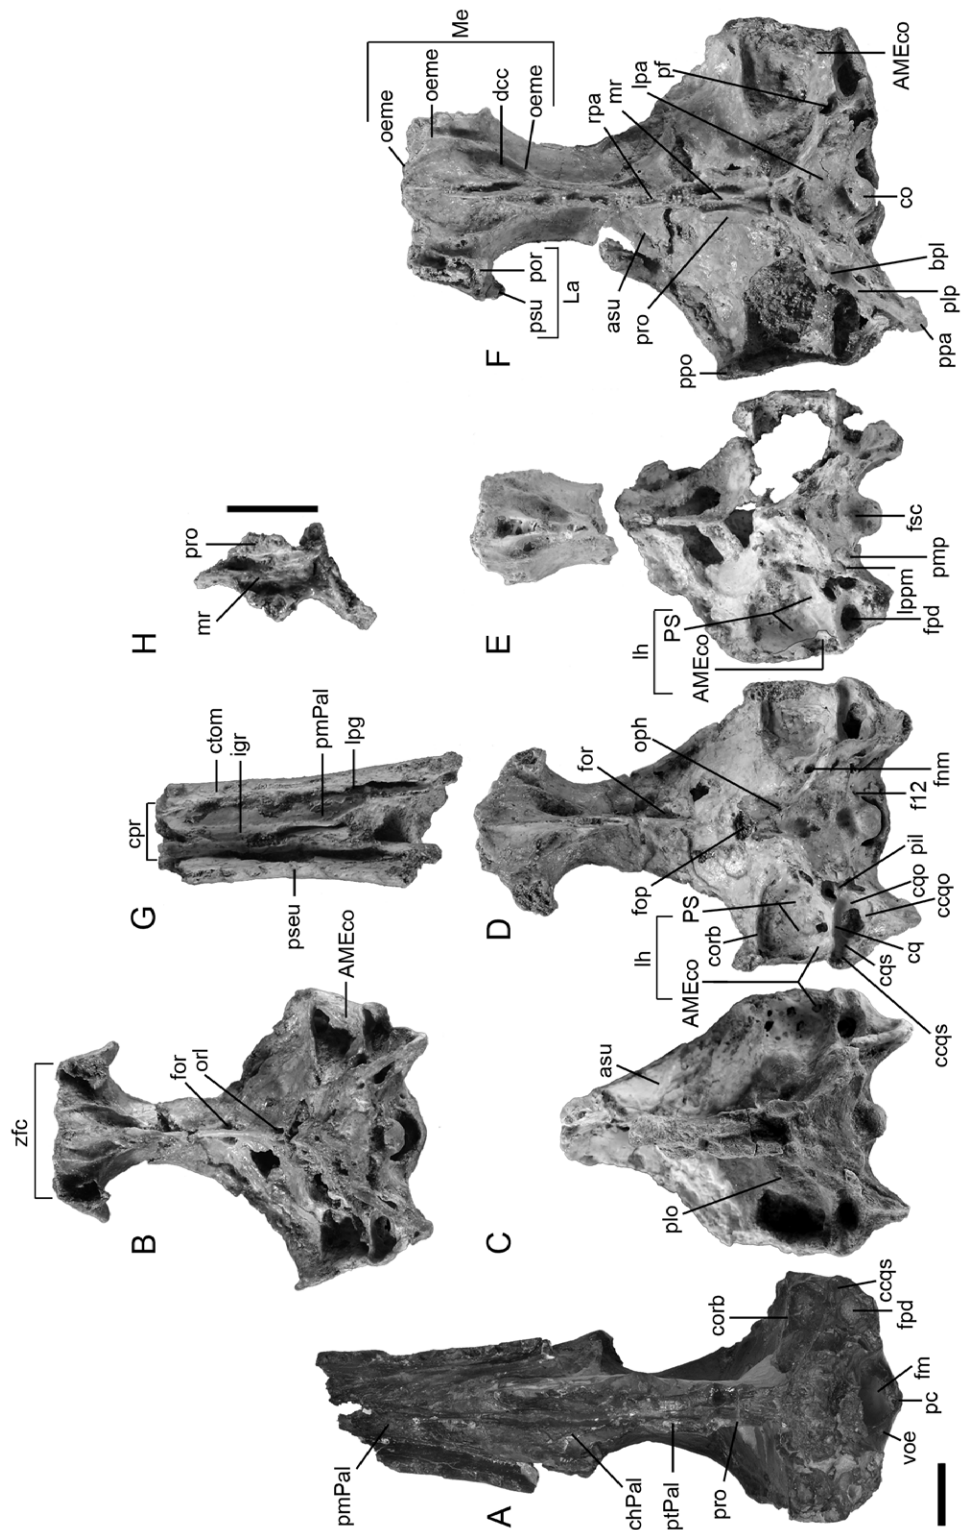 A
pmPal
chPal
ptPal
pro
corb
ccqs
fpd
fm
pc
voe
B
zfc
for
orl
AMEco
C
asu
plo
D
for
oph
fop
lh
PS
corb
AMEco
ccqs
cqs
cq
ccqo
cqo
pil
f12
fnm
E
lh
PS
AMEco
fpd
lppm
pmp
fsc
F
Me
oeme
oeme
dcc
oeme
rpa
mr
lpa
pf
AMEco
psu
por
La
asu
pro
ppo
co
bpl
plp
ppa
G
cpr
ctom
igr
pmPal
lpg
pseu
H
pro
mr